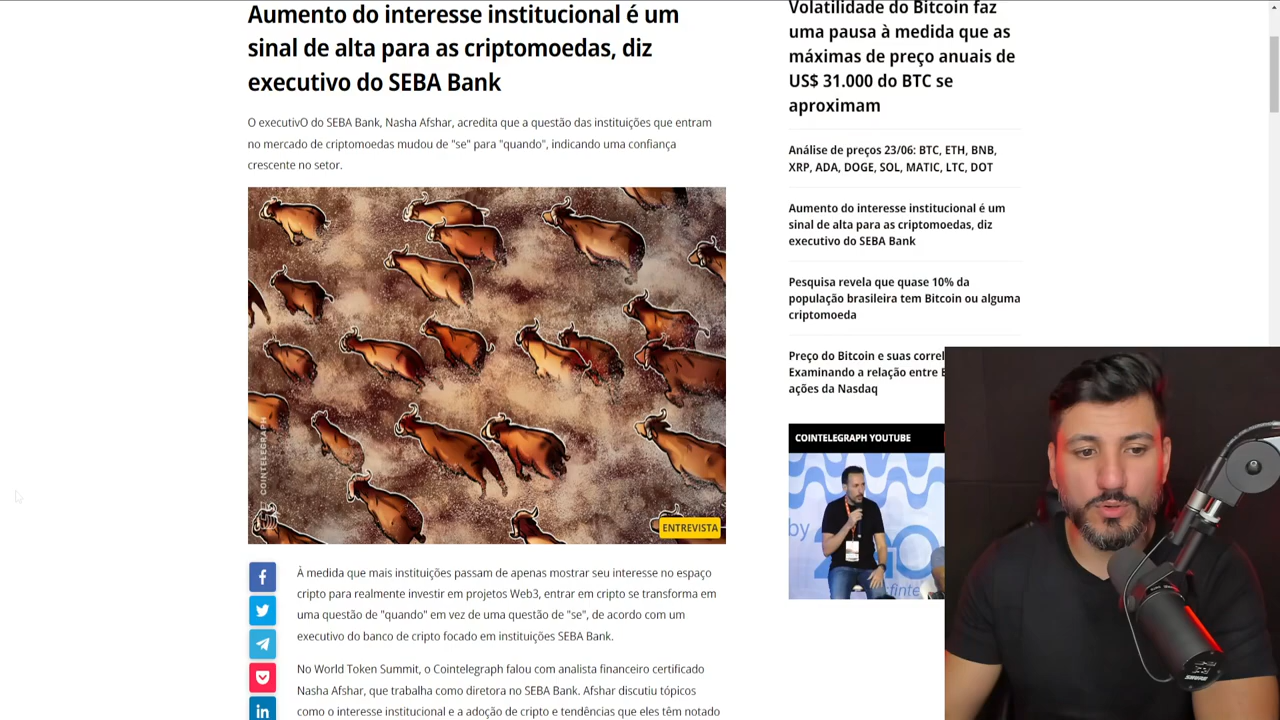 Aumento do interesse institucional é um
sinal de alta para as criptomoedas, diz
executivo do SEBA Bank
O executivO do SEBA Bank, Nasha Afshar, acredita que a questão das instituições que entram
no mercado de criptomoedas mudou de "se" para "quando", indicando uma confiança
crescente no setor.
COINTELEGRAPH
ENTREVISTA
À medida que mais instituições passam de apenas mostrar seu interesse no espaço
cripto para realmente investir em projetos Web3, entrar em cripto se transforma em
uma questão de "quando" em vez de uma questão de "se", de acordo com um
executivo do banco de cripto focado em instituições SEBA Bank.
No World Token Summit, o Cointelegraph falou com analista financeiro certificado
Nasha Afshar, que trabalha como diretora no SEBA Bank. Afshar discutiu tópicos
como o interesse institucional e a adoção de cripto e tendências que eles têm notado
Volatilidade do Bitcoin faz
uma pausa à medida que as
máximas de preço anuais de
US$ 31.000 do BTC se
aproximam
Análise de preços 23/06: BTC, ETH, BNB,
XRP, ADA, DOGE, SOL, MATIC, LTC, DOT
Aumento do interesse institucional é um
sinal de alta para as criptomoedas, diz
executivo do SEBA Bank
Pesquisa revela que quase 10% da
população brasileira tem Bitcoin ou alguma
criptomoeda
Preço do Bitcoin e suas
Examinando a relação entre
ações da Nasdaq
COINTELEGRAPH YOUTUBE
by
SHURE